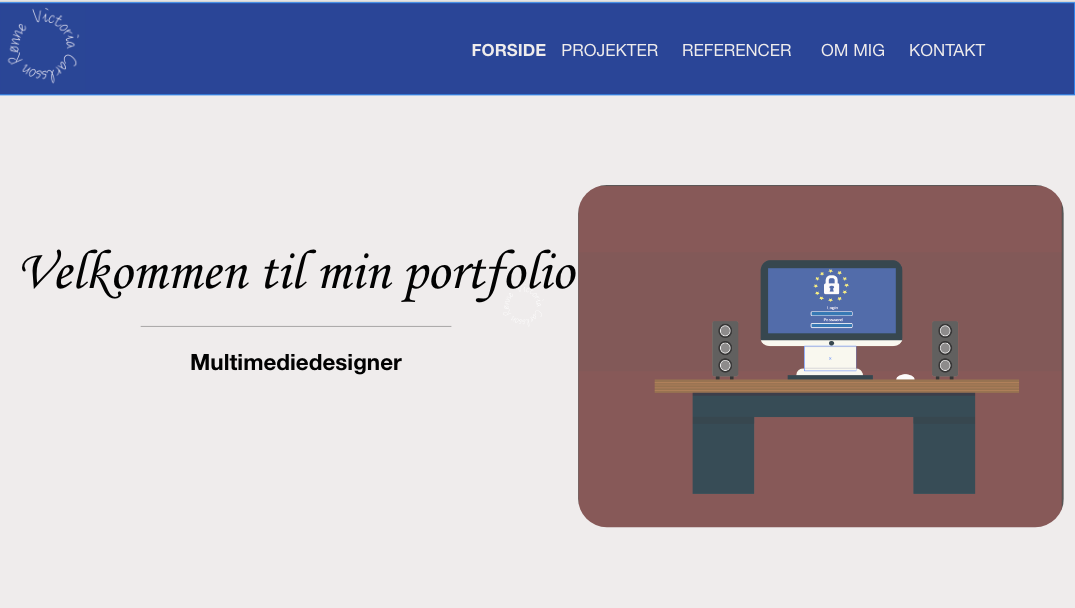 Rønne Victoria Carlsson
FORSIDE PROJEKTER REFERENCER OM MIG KONTAKT
Velkommen til min portfolio
Multimediedesigner
Login
Password